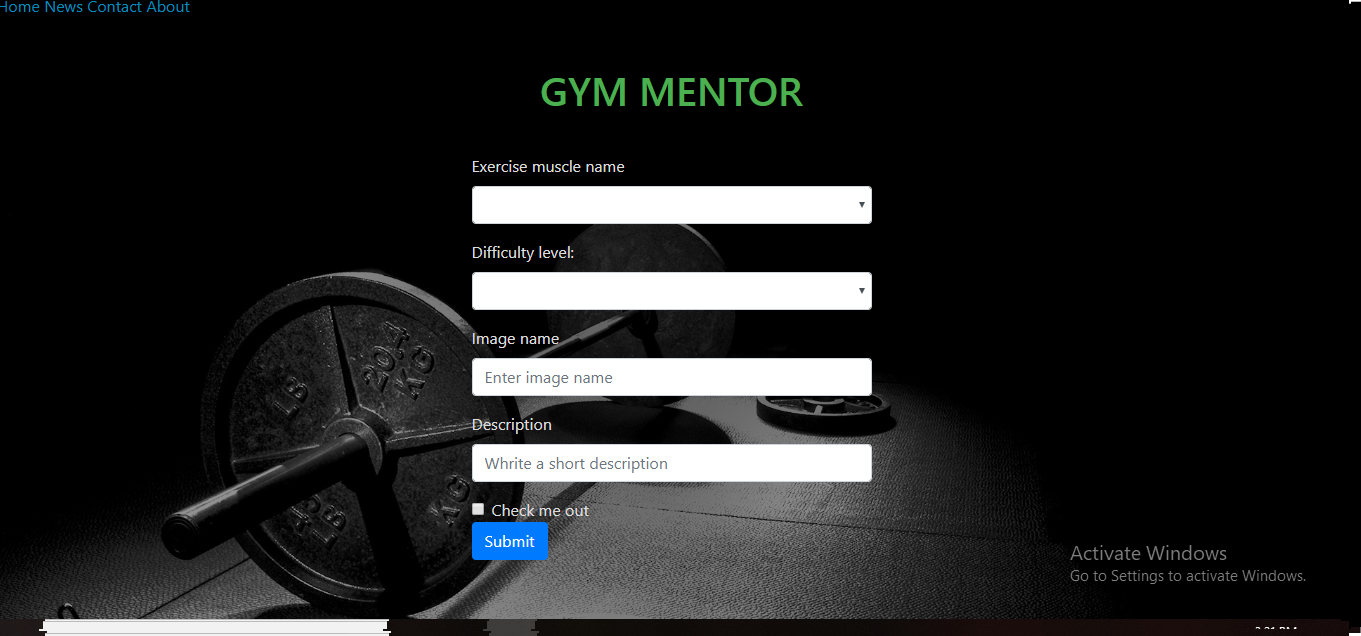 Home News Contact About
GYM MENTOR
Exercise muscle name
Difficulty level:
Image name
Enter image name
Description
Whrite a short description
Check me out
Submit
Activate Windows
Go to Settings to activate Windows.
20.4
KG
LB
KG
LB